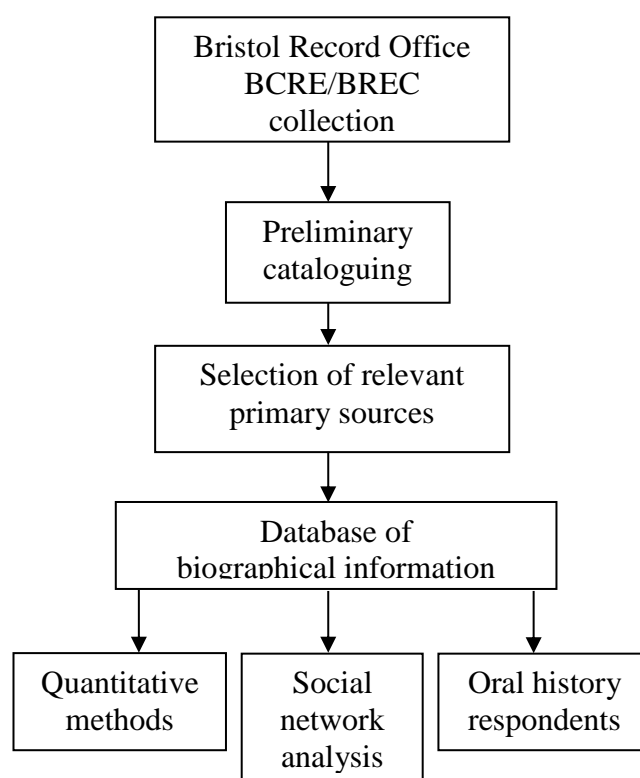 Bristol Record Office
BCRE/BREC
collection
Preliminary
cataloguing
Selection of relevant
primary sources
Database of
biographical information
Quantitative
methods
Social
network
analysis
Oral history
respondents